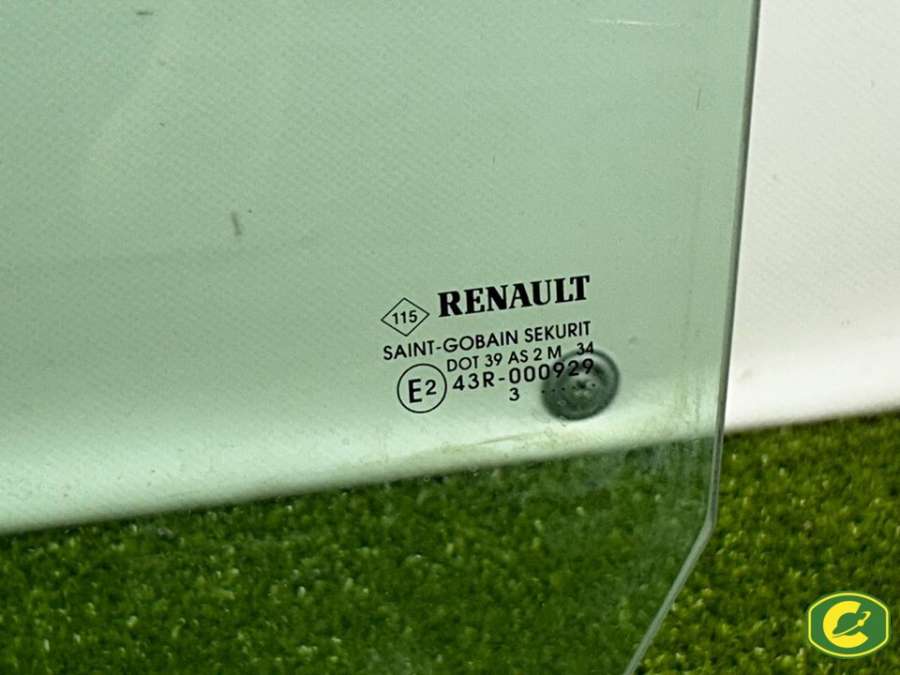 115 RENAULT
SAINT-GOBAIN SEKURIT
DOT 39 AS 2 M 34
E2 43R-000929
3 . . . . . .